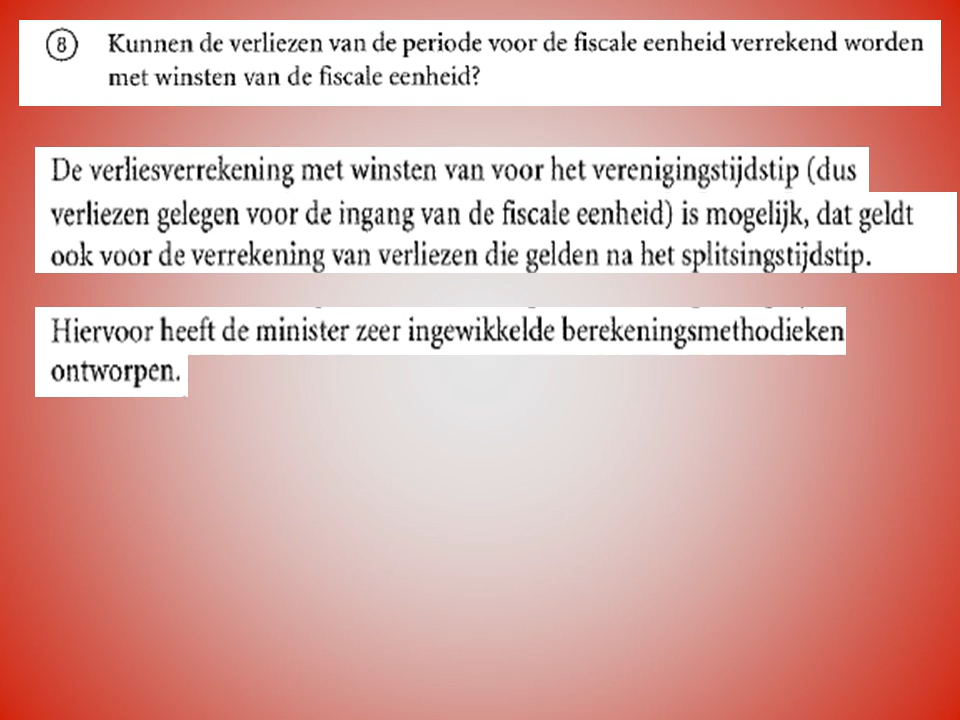 8 Kunnen de verliezen van de periode voor de fiscale eenheid verrekend worden
met winsten van de fiscale eenheid?
De verliesverrekening met winsten van voor het verenigingstijdstip (dus
verliezen gelegen voor de ingang van de fiscale eenheid) is mogelijk, dat geldt
ook voor de verrekening van verliezen die gelden na het splitsingstijdstip.
Hiervoor heeft de minister zeer ingewikkelde berekeningsmethodieken
ontworpen.